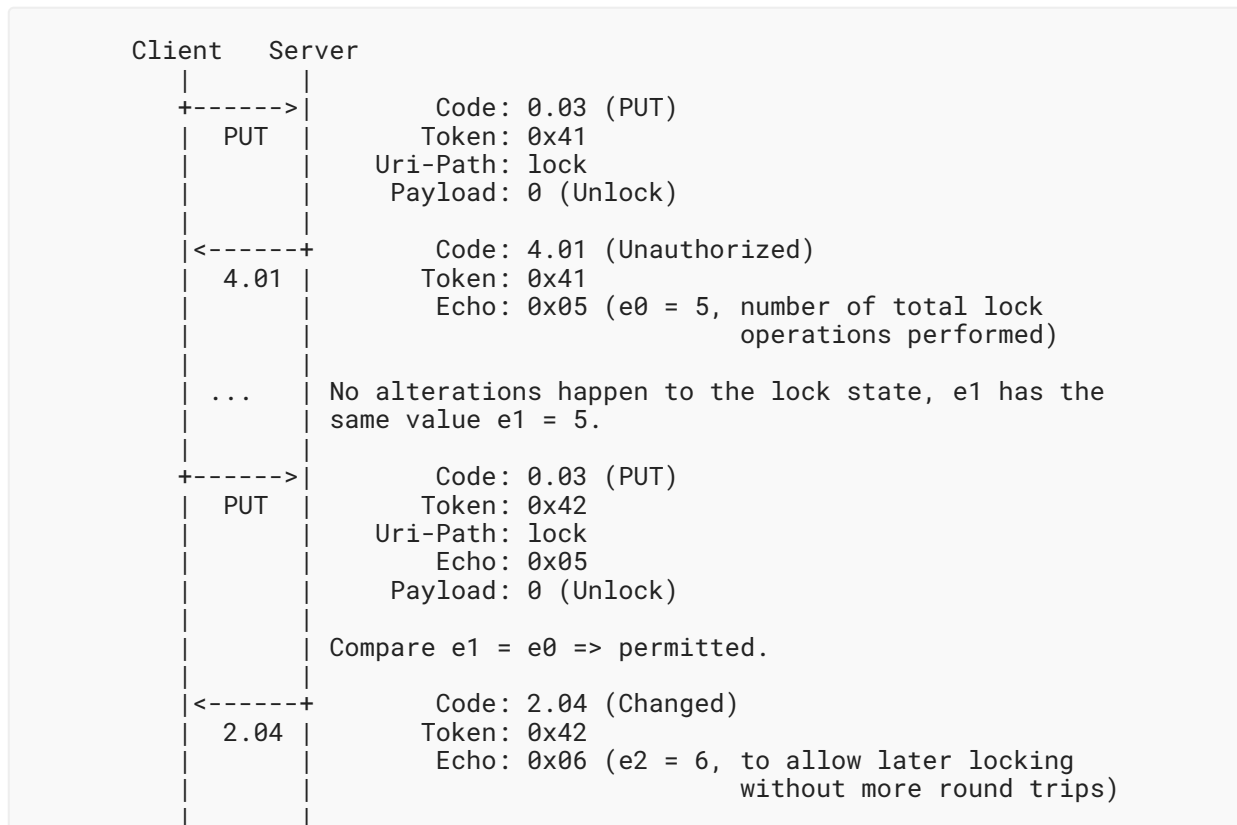 Client   Server
   |       |
   +------>|        Code: 0.03 (PUT)
   |  PUT  |       Token: 0x41
   |       |    Uri-Path: lock
   |       |     Payload: 0 (Unlock)
   |       |
   |<------+        Code: 4.01 (Unauthorized)
   |  4.01 |       Token: 0x41
   |       |        Echo: 0x05 (e0 = 5, number of total lock
   |       |                            operations performed)
   |       |
   | ...   | No alterations happen to the lock state, e1 has the
   |       | same value e1 = 5.
   |       |
   +------>|        Code: 0.03 (PUT)
   |  PUT  |       Token: 0x42
   |       |    Uri-Path: lock
   |       |        Echo: 0x05
   |       |     Payload: 0 (Unlock)
   |       |
   |       | Compare e1 = e0 => permitted.
   |       |
   |<------+        Code: 2.04 (Changed)
   |  2.04 |       Token: 0x42
   |       |        Echo: 0x06 (e2 = 6, to allow later locking
   |       |                            without more round trips)
   |       |